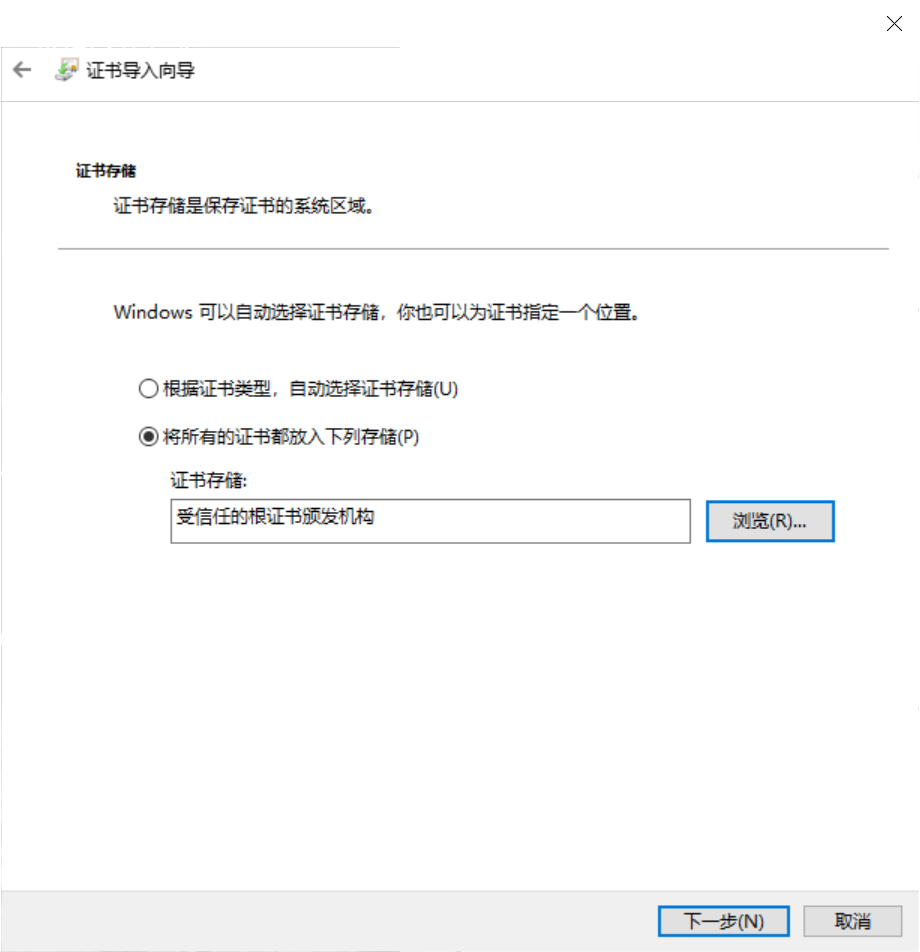 证书导入向导
证书存储
证书存储是保存证书的系统区域。
Windows 可以自动选择证书存储，你也可以为证书指定一个位置。
根据证书类型，自动选择证书存储(U)
将所有的证书都放入下列存储(P)
证书存储:
受信任的根证书颁发机构
浏览(R)...
下一步(N)
取消